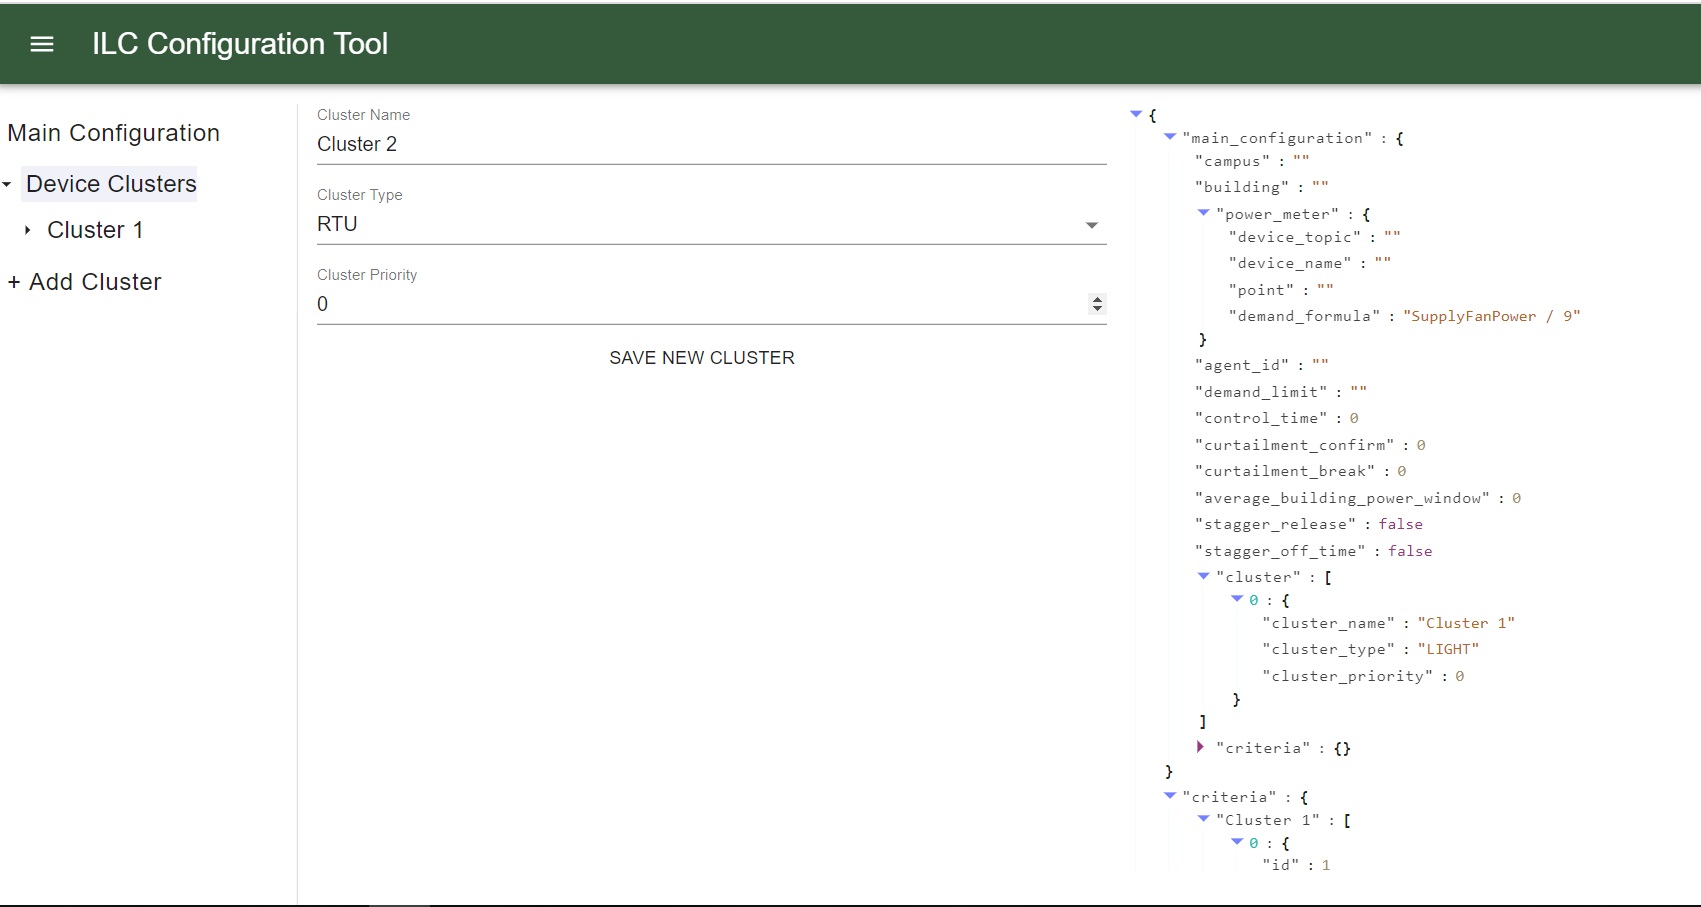 ILC Configuration Tool
Main Configuration
Device Clusters
Cluster 1
+ Add Cluster
Cluster Name
Cluster 2
Cluster Type
RTU
Cluster Priority
0
SAVE NEW CLUSTER
{
"main_configuration" : {
"campus" : ""
"building" : ""
"power_meter" : {
"device_topic" : ""
"device_name" : ""
"point" : ""
"demand_formula" : "SupplyFanPower / 9"
}
"agent_id" : ""
"demand_limit" : ""
"control_time" : 0
"curtailment_confirm" : 0
"curtailment_break" : 0
"average_building_power_window" : 0
"stagger_release" : false
"stagger_off_time" : false
"cluster" : [
0 : {
"cluster_name" : "Cluster 1"
"cluster_type" : "LIGHT"
"cluster_priority" : 0
}
]
"criteria" : {}
}
"criteria" : {
"Cluster 1" : [
0 : {
"id" : 1